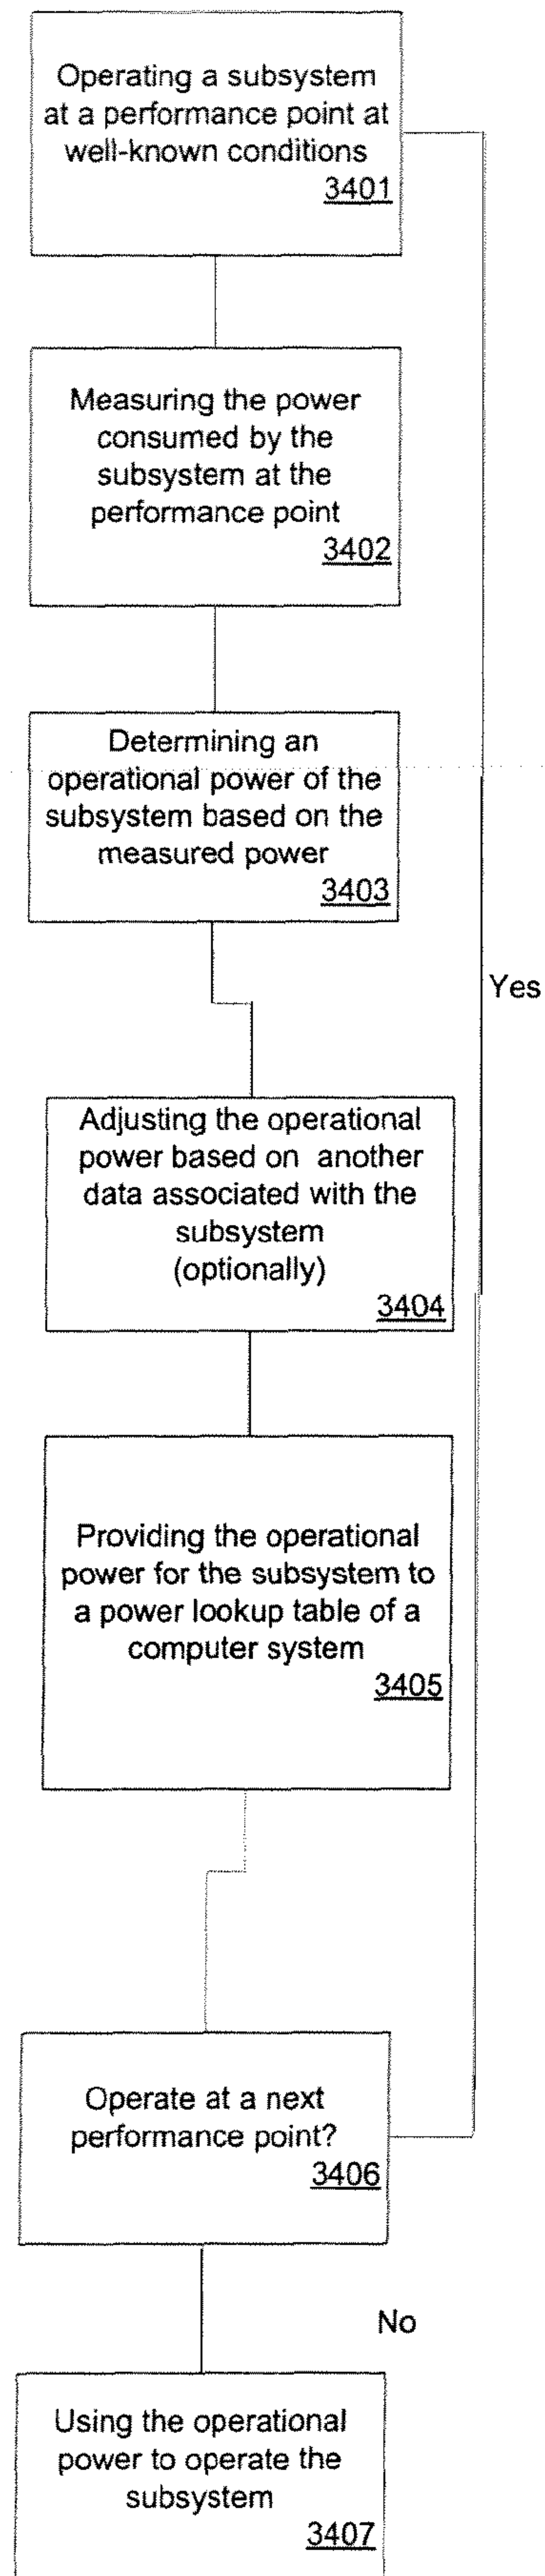 Operating a subsystem
at a performance point at
well-known conditions
3401
Measuring the power
consumed by the
subsystem at the
performance point
3402
Determining an
operational power of the
subsystem based on the
measured power
3403
Yes
Adjusting the operational
power based on another
data associated with the
subsystem
(optionally)
3404
Providing the operational
power for the subsystem to
a power lookup table of a
computer system
3405
Operate at a next
performance point?
3406
No
Using the operational
power to operate the
subsystem
3407